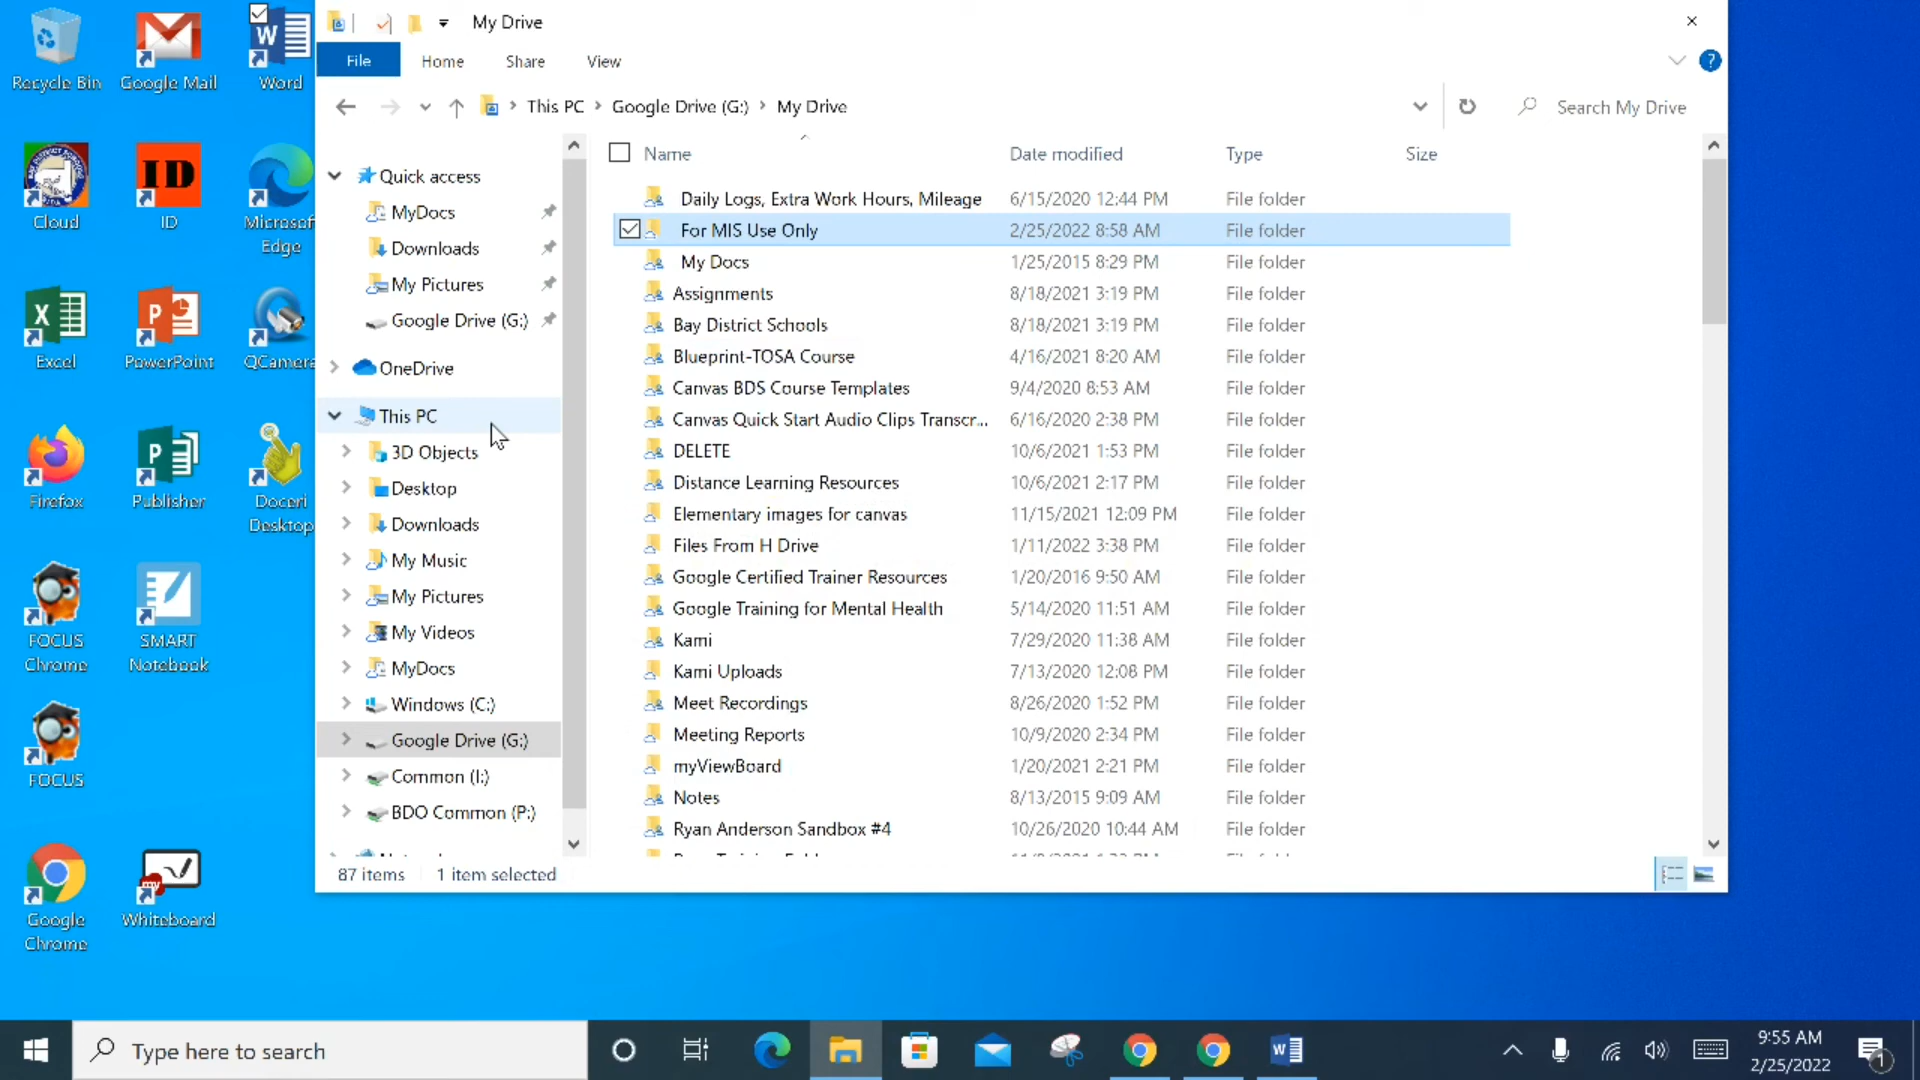 Recycle Bin
Google Mail
Word
Cloud
ID
Microsoft
Edge
Excel
PowerPoint
QCamera
Firefox
Publisher
Doceri
Desktop
FOCUS
Chrome
SMART
Notebook
FOCUS
Google
Chrome
Whiteboard
My Drive
File Home Share View
This PC > Google Drive (G:) > My Drive
Search My Drive
Quick access
MyDocs
Downloads
My Pictures
Google Drive (G:)
OneDrive
This PC
3D Objects
Desktop
Downloads
My Music
My Pictures
My Videos
MyDocs
Windows (C:)
Google Drive (G:)
Common (I:)
BDO Common (P:)
Name Date modified Type Size
Daily Logs, Extra Work Hours, Mileage 6/15/2020 12:44 PM File folder
For MIS Use Only 2/25/2022 8:58 AM File folder
My Docs 1/25/2015 8:29 PM File folder
Assignments 8/18/2021 3:19 PM File folder
Bay District Schools 8/18/2021 3:19 PM File folder
Blueprint-TOSA Course 4/16/2021 8:20 AM File folder
Canvas BDS Course Templates 9/4/2020 8:53 AM File folder
Canvas Quick Start Audio Clips Transcr... 6/16/2020 2:38 PM File folder
DELETE 10/6/2021 1:53 PM File folder
Distance Learning Resources 10/6/2021 2:17 PM File folder
Elementary images for canvas 11/15/2021 12:09 PM File folder
Files From H Drive 1/11/2022 3:38 PM File folder
Google Certified Trainer Resources 1/20/2016 9:50 AM File folder
Google Training for Mental Health 5/14/2020 11:51 AM File folder
Kami 7/29/2020 11:38 AM File folder
Kami Uploads 7/13/2020 12:08 PM File folder
Meet Recordings 8/26/2020 1:52 PM File folder
Meeting Reports 10/9/2020 2:34 PM File folder
myViewBoard 1/20/2021 2:21 PM File folder
Notes 8/13/2015 9:09 AM File folder
Ryan Anderson Sandbox #4 10/26/2020 10:44 AM File folder
87 items 1 item selected
Type here to search
9:55 AM
2/25/2022
1